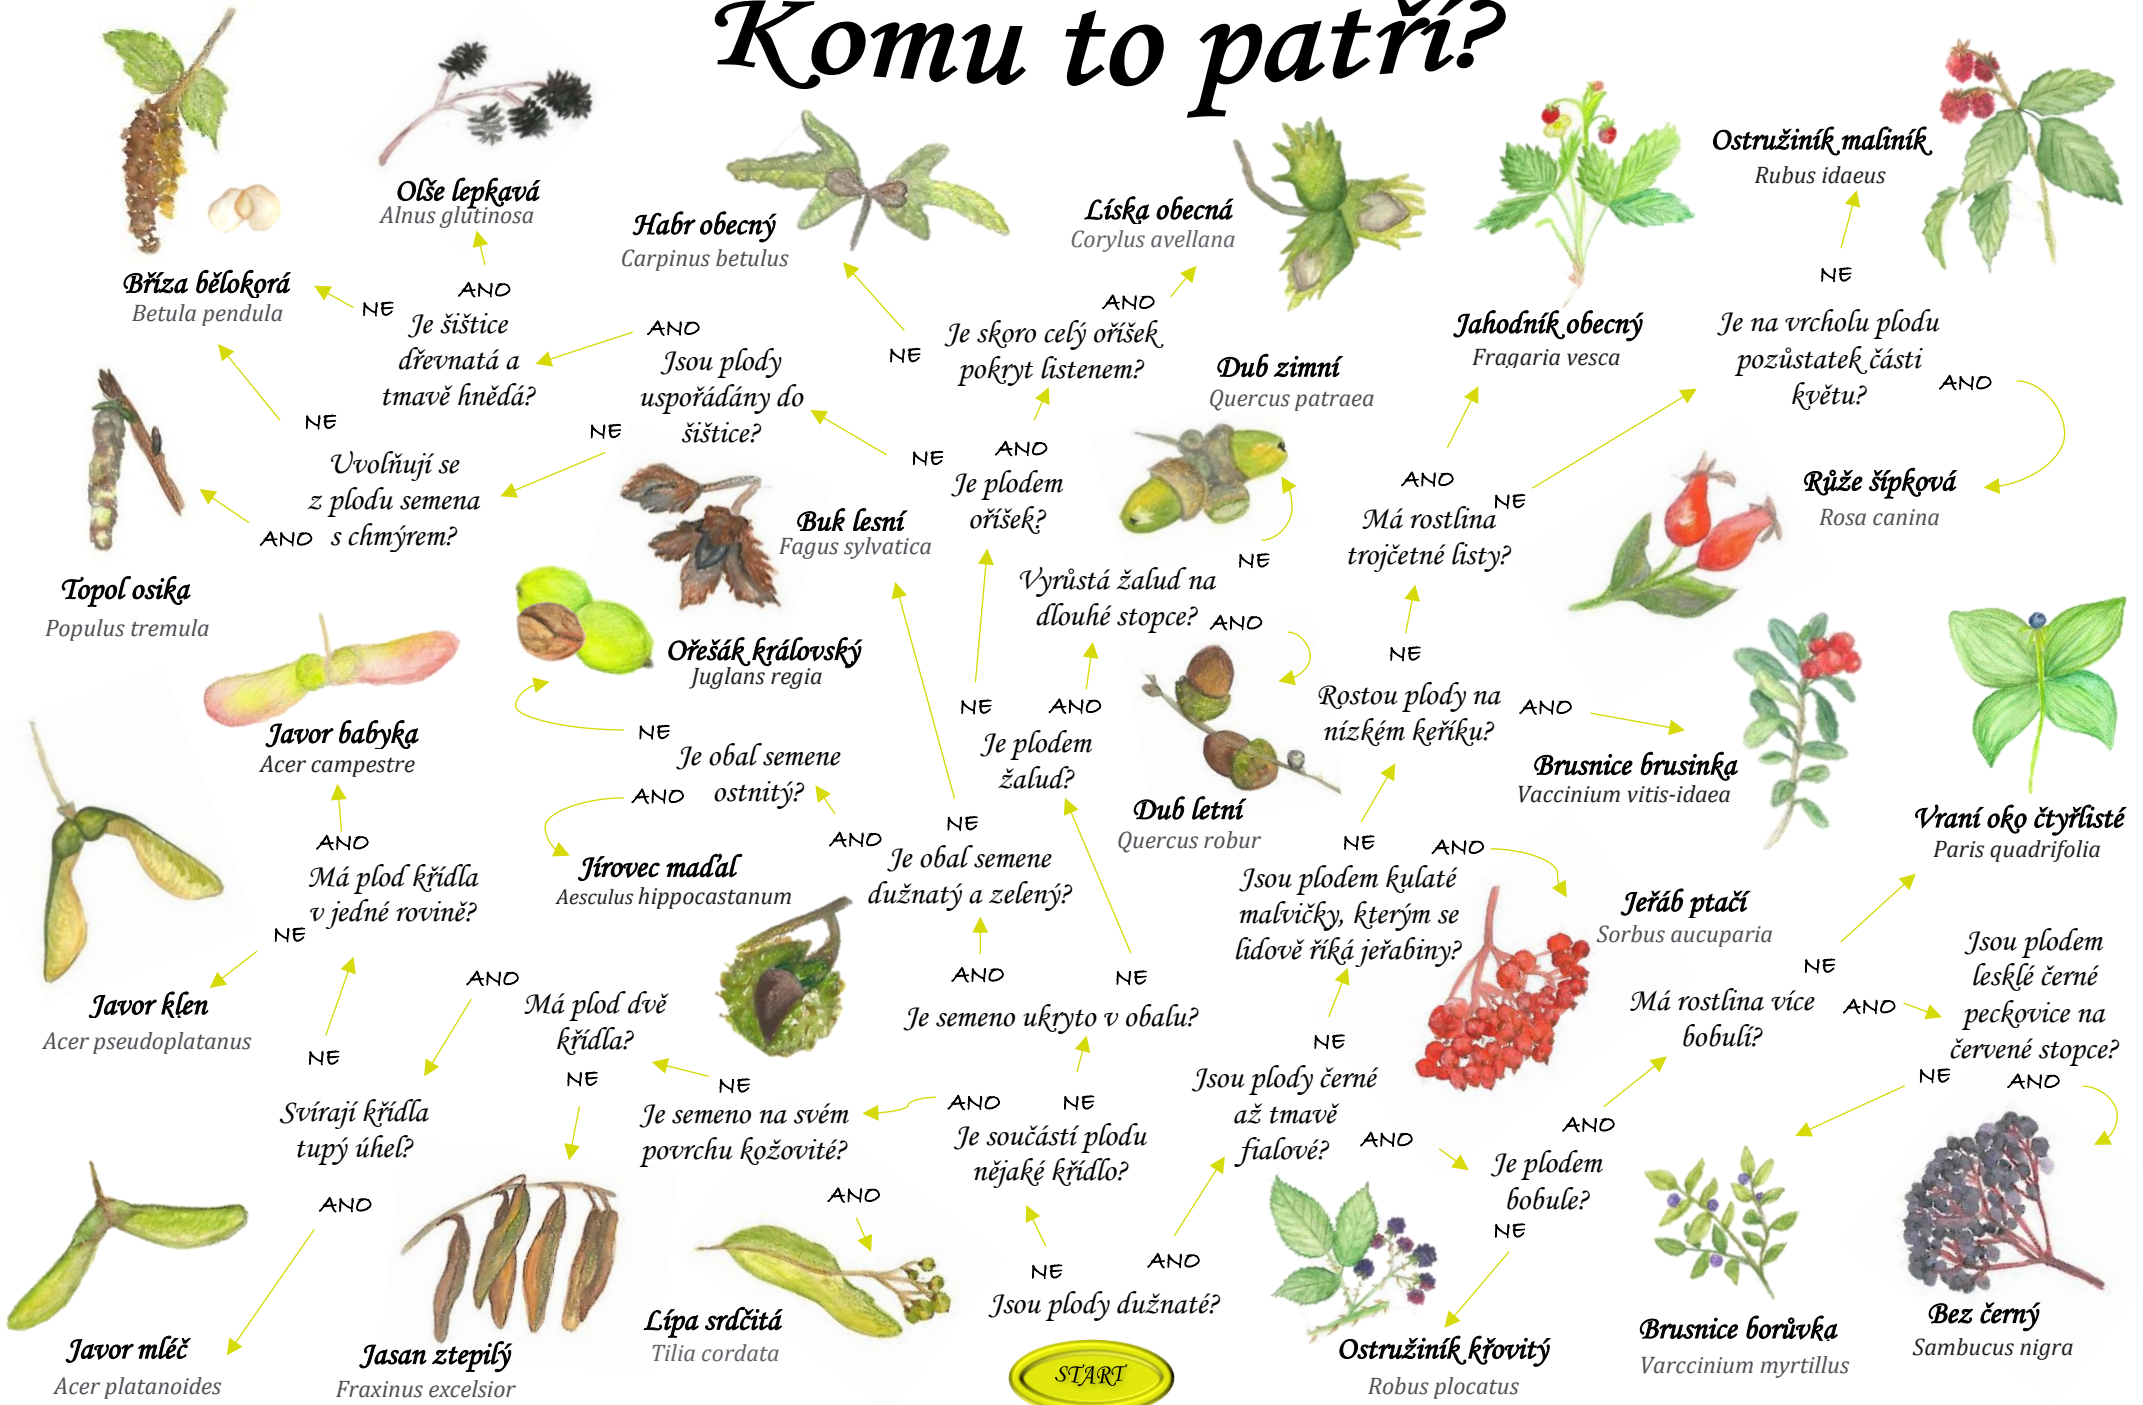 Komu to patří?
Olše lepkavá
Alnus glutinosa
Habr obecný
Carpinus betulus
Líska obecná
Corylus avellana
Ostružiník maliník
Rubus idaeus
Bříza bělokorá
Betula pendula
NE
ANO
Je šištice
dřevnatá a
tmavě hnědá?
ANO
Jsou plody
uspořádány do
šištice?
NE
NE
ANO
Je skoro celý oříšek
pokryt listenem?
Jahodník obecný
Fragaria vesca
NE
Je na vrcholu plodu
pozůstatek části
květu?
ANO
Dub zimní
Quercus patraea
NE
Uvolňují se
z plodu semena
s chmýrem?
ANO
NE
ANO
Je plodem
oříšek?
ANO
NE
Má rostlina
trojčetné listy?
Růže šípková
Rosa canina
Buk lesní
Fagus sylvatica
NE
Vyrůstá žalud na
dlouhé stopce?
ANO
Topol osika
Populus tremula
Ořešák královský
Juglans regia
NE
Rostou plody na
nízkém keříku?
ANO
Javor babyka
Acer campestre
NE
Je obal semene
ostnitý?
ANO
NE
ANO
Je plodem
žalud?
Brusnice brusinka
Vaccinium vitis-idaea
Dub letní
Quercus robur
Vraní oko čtyřlisté
Paris quadrifolia
ANO
Má plod křídla
v jedné rovině?
NE
Jírovec maďal
Aesculus hippocastanum
ANO
NE
Je obal semene
dužnatý a zelený?
NE
ANO
Jsou plodem kulaté
malvičky, kterým se
lidově říká jeřabiny?
Jeřáb ptačí
Sorbus aucuparia
Javor klen
Acer pseudoplatanus
ANO
Má plod dvě
křídla?
NE
ANO
NE
Je semeno ukryto v obalu?
NE
Má rostlina více
bobulí?
ANO
Jsou plodem
lesklé černé
peckovice na
červené stopce?
NE
ANO
NE
Svírají křídla
tupý úhel?
ANO
NE
Je semeno na svém
povrchu kožovité?
ANO
ANO
NE
Je součástí plodu
nějaké křídlo?
NE
Jsou plody černé
až tmavě
fialové?
ANO
ANO
Je plodem
bobule?
NE
NE
ANO
Jsou plody dužnaté?
START
Javor mléč
Acer platanoides
Jasan ztepilý
Fraxinus excelsior
Lípa srdčitá
Tilia cordata
Ostružiník křovitý
Robus plocatus
Brusnice borůvka
Varccinium myrtillus
Bez černý
Sambucus nigra